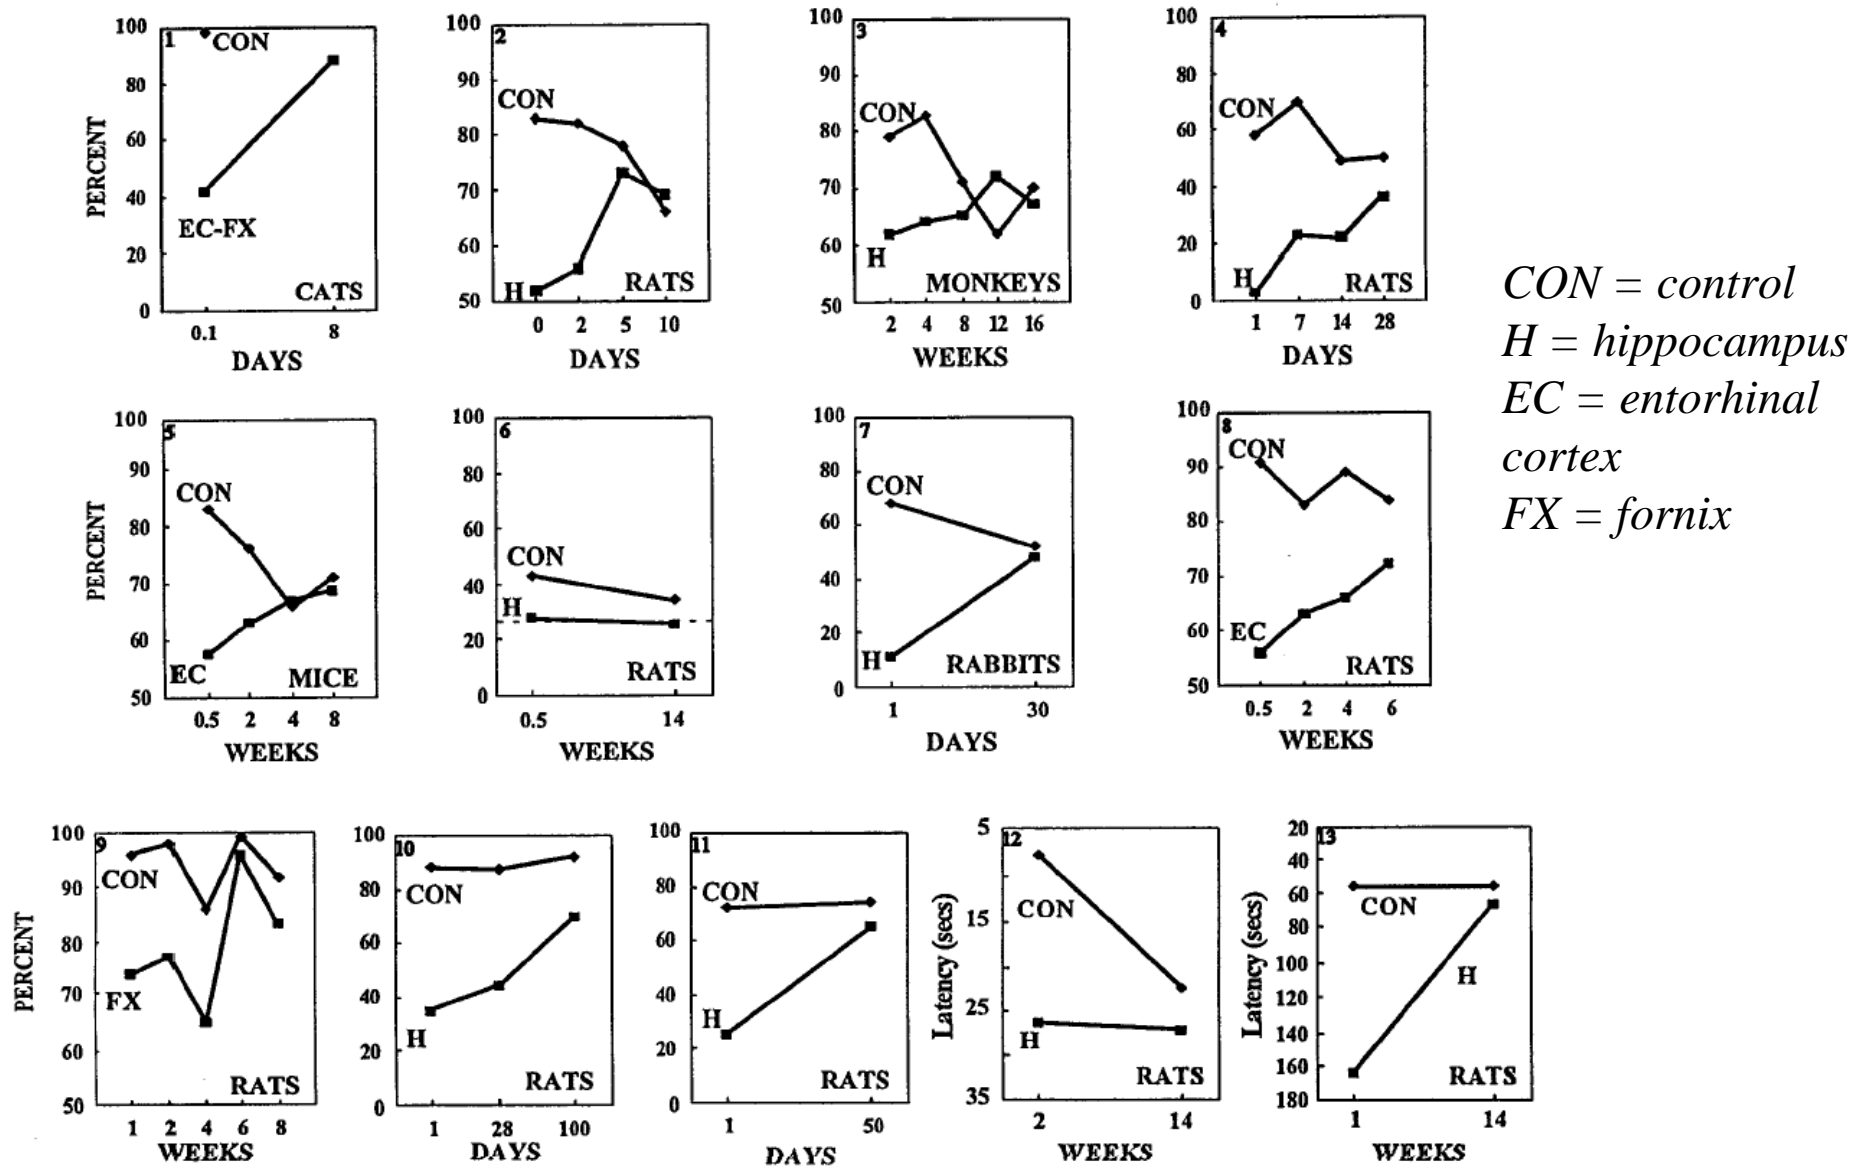 1
CON
EC-FX
CATS
PERCENT
100
80
60
40
20
0
0.1 8
DAYS
2
CON
H
RATS
100
90
80
70
60
50
0 2 5 10
DAYS
3
CON
H
MONKEYS
100
90
80
70
60
50
2 4 8 12 16
WEEKS
4
CON
H
RATS
100
80
60
40
20
0
1 7 14 28
DAYS
CON = control
H = hippocampus
EC = entorhinal
cortex
FX = fornix
5
CON
EC
MICE
PERCENT
100
90
80
70
60
50
0.5 2 4 8
WEEKS
6
CON
H
RATS
100
80
60
40
20
0
0.5 14
WEEKS
7
CON
H
RABBITS
100
80
60
40
20
0
1 30
DAYS
8
CON
EC
RATS
100
90
80
70
60
50
0.5 2 4 6
WEEKS
9
CON
FX
RATS
PERCENT
100
90
80
70
60
50
1 2 4 6 8
WEEKS
10
CON
H
RATS
100
80
60
40
20
0
1 28 100
DAYS
11
CON
H
RATS
100
80
60
40
20
0
1 50
DAYS
12
CON
H
RATS
Latency (secs)
5
15
25
35
2 14
WEEKS
13
CON
H
RATS
Latency (secs)
20
40
60
80
100
120
140
160
180
1 14
WEEKS